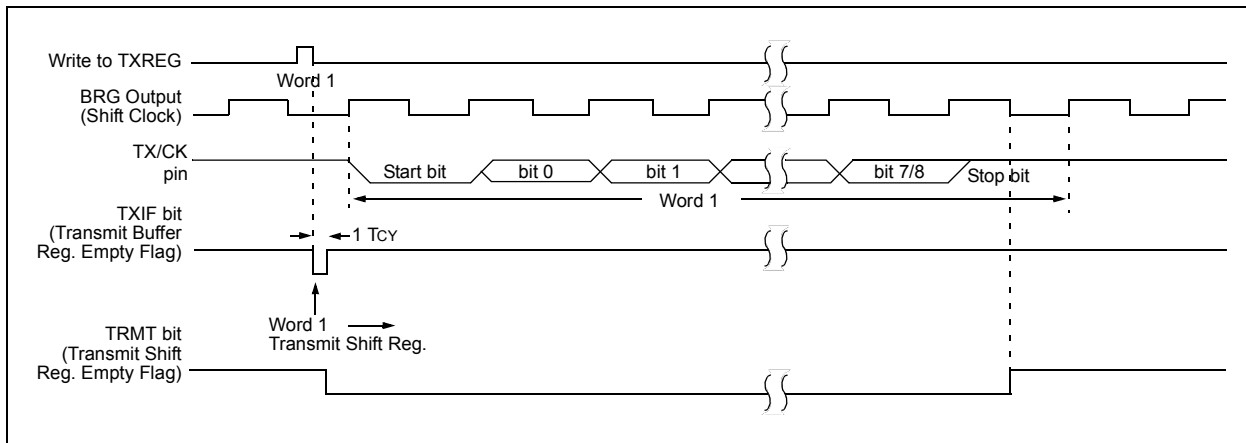 Write to TXREG
Word 1
BRG Output
(Shift Clock)
TX/CK
pin
Start bit
bit 0
bit 1
bit 7/8
Stop bit
Word 1
TXIF bit
(Transmit Buffer
Reg. Empty Flag)
1 TCY
Word 1
Transmit Shift Reg.
TRMT bit
(Transmit Shift
Reg. Empty Flag)